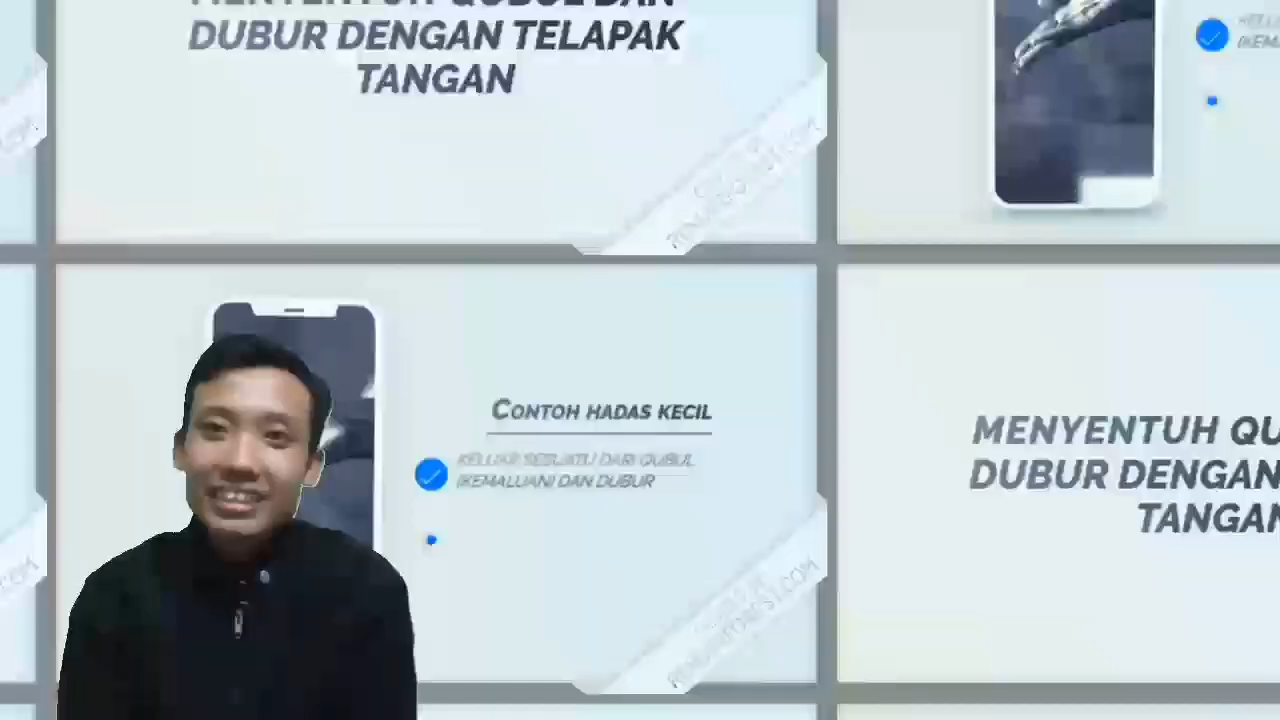 DUBUR DENGAN TELAPAK
TANGAN
CONTOH HADAS KECIL
KELUAR SESUATU DARI QUBUL
(KEMALUAN) DAN DUBUR
MENYENTUH QU
DUBUR DENGAN
TANGAN